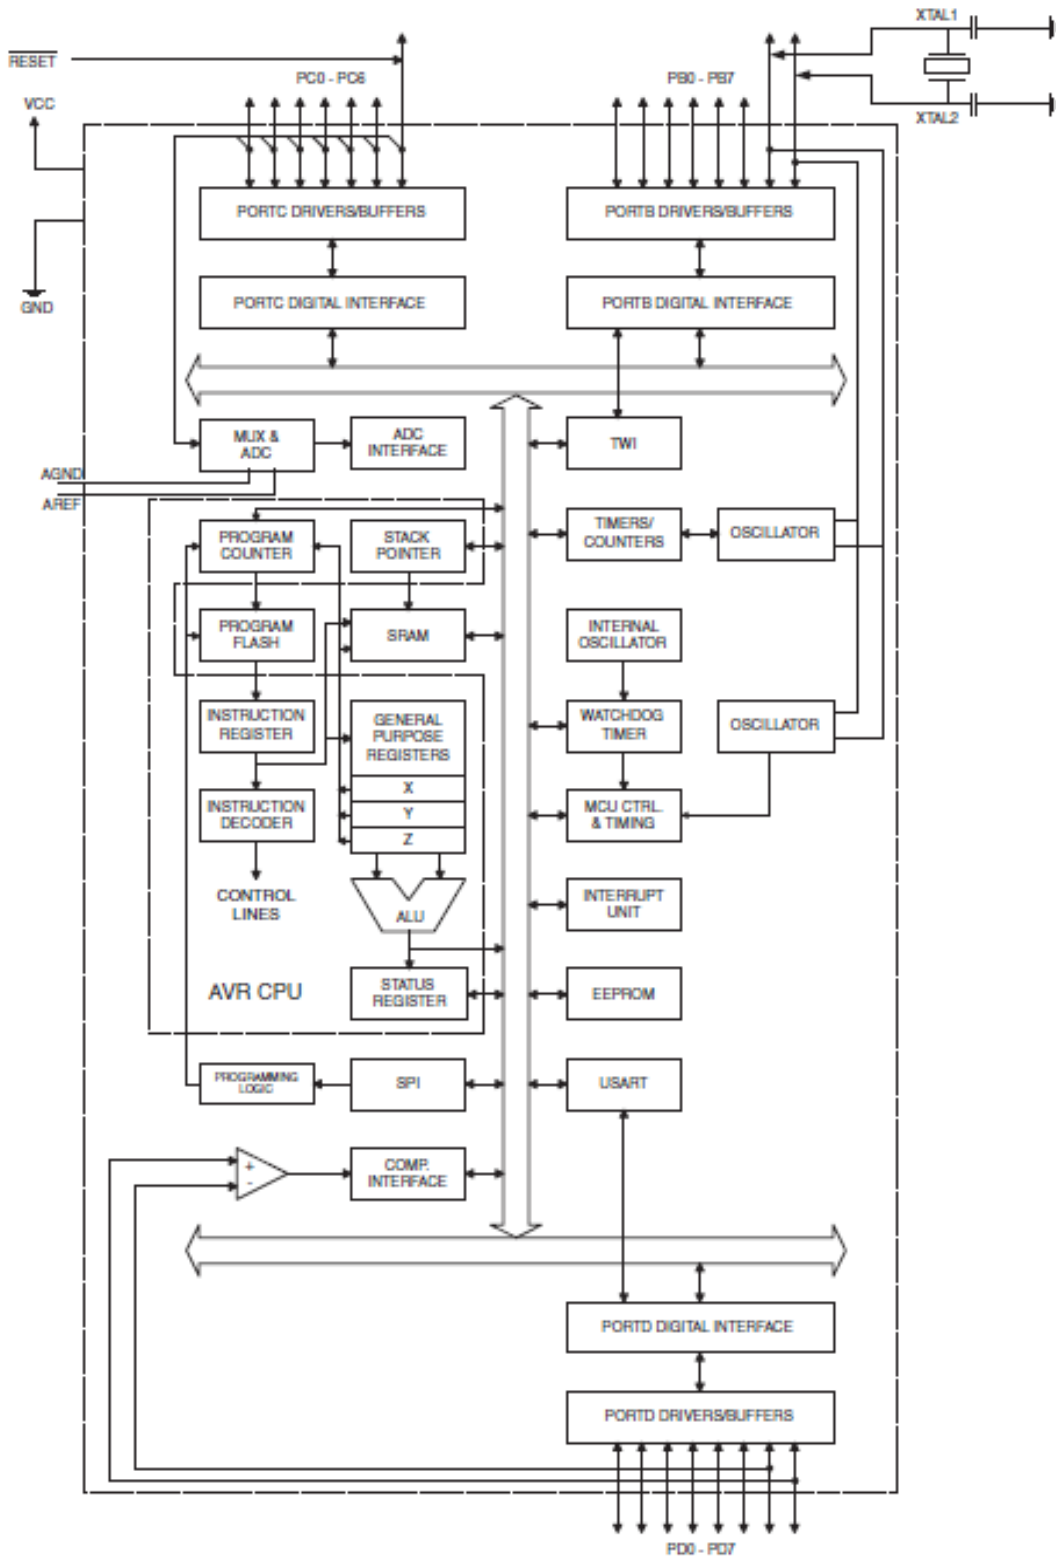 XTAL1
RESET
PC0 - PC6
PB0 - PB7
VCC
XTAL2
PORTC DRIVERS/BUFFERS
PORTB DRIVERS/BUFFERS
GND
PORTC DIGITAL INTERFACE
PORTB DIGITAL INTERFACE
MUX &
ADC
ADC
INTERFACE
TWI
AGND
AREF
PROGRAM
COUNTER
STACK
POINTER
TIMERS/
COUNTERS
OSCILLATOR
PROGRAM
FLASH
SRAM
INTERNAL
OSCILLATOR
INSTRUCTION
REGISTER
GENERAL
PURPOSE
REGISTERS
WATCHDOG
TIMER
OSCILLATOR
X
INSTRUCTION
DECODER
Y
MCU CTRL.
& TIMING
Z
CONTROL
LINES
ALU
INTERRUPT
UNIT
AVR CPU
STATUS
REGISTER
EEPROM
PROGRAMMING
LOGIC
SPI
USART
+
-
COMP.
INTERFACE
PORTD DIGITAL INTERFACE
PORTD DRIVERS/BUFFERS
PD0 - PD7